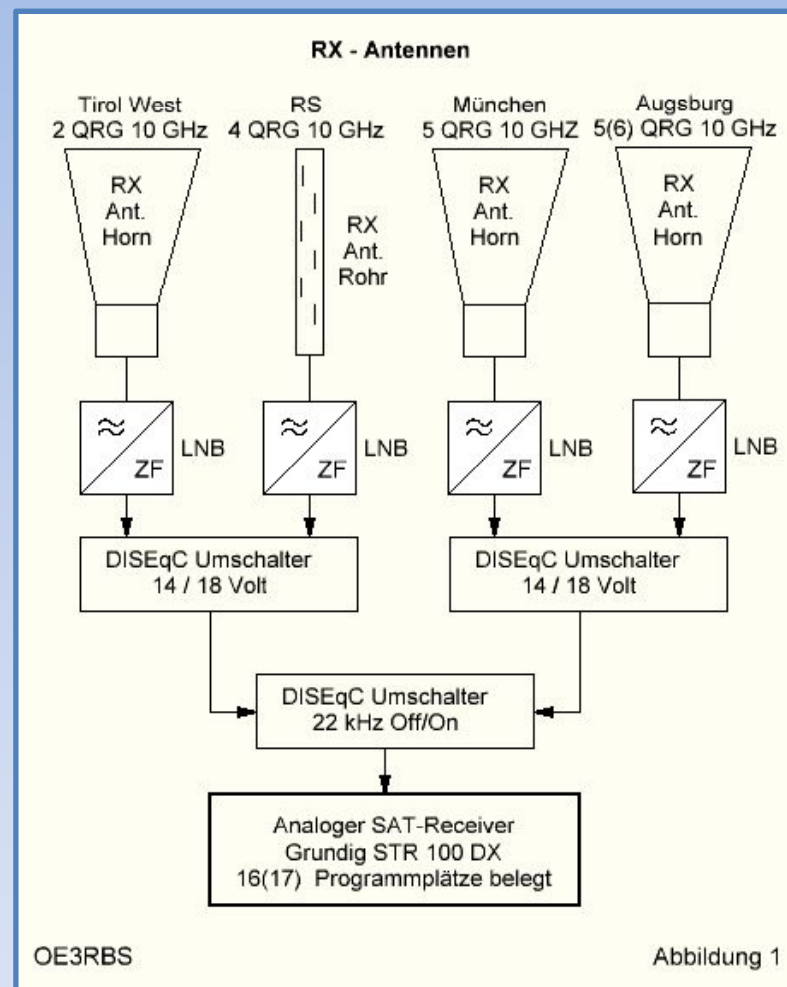 RX - Antennen
Tirol West
2 QRG 10 GHz
RS
4 QRG 10 GHz
München
5 QRG 10 GHZ
Augsburg
5(6) QRG 10 GHz
RX
Ant.
Horn
RX
Ant.
Rohr
RX
Ant.
Horn
RX
Ant.
Horn
≈
ZF
LNB
≈
ZF
LNB
≈
ZF
LNB
≈
ZF
LNB
DISEqC Umschalter
14 / 18 Volt
DISEqC Umschalter
14 / 18 Volt
DISEqC Umschalter
22 kHz Off/On
Analoger SAT-Receiver
Grundig STR 100 DX
16(17) Programmplätze belegt
OE3RBS
Abbildung 1